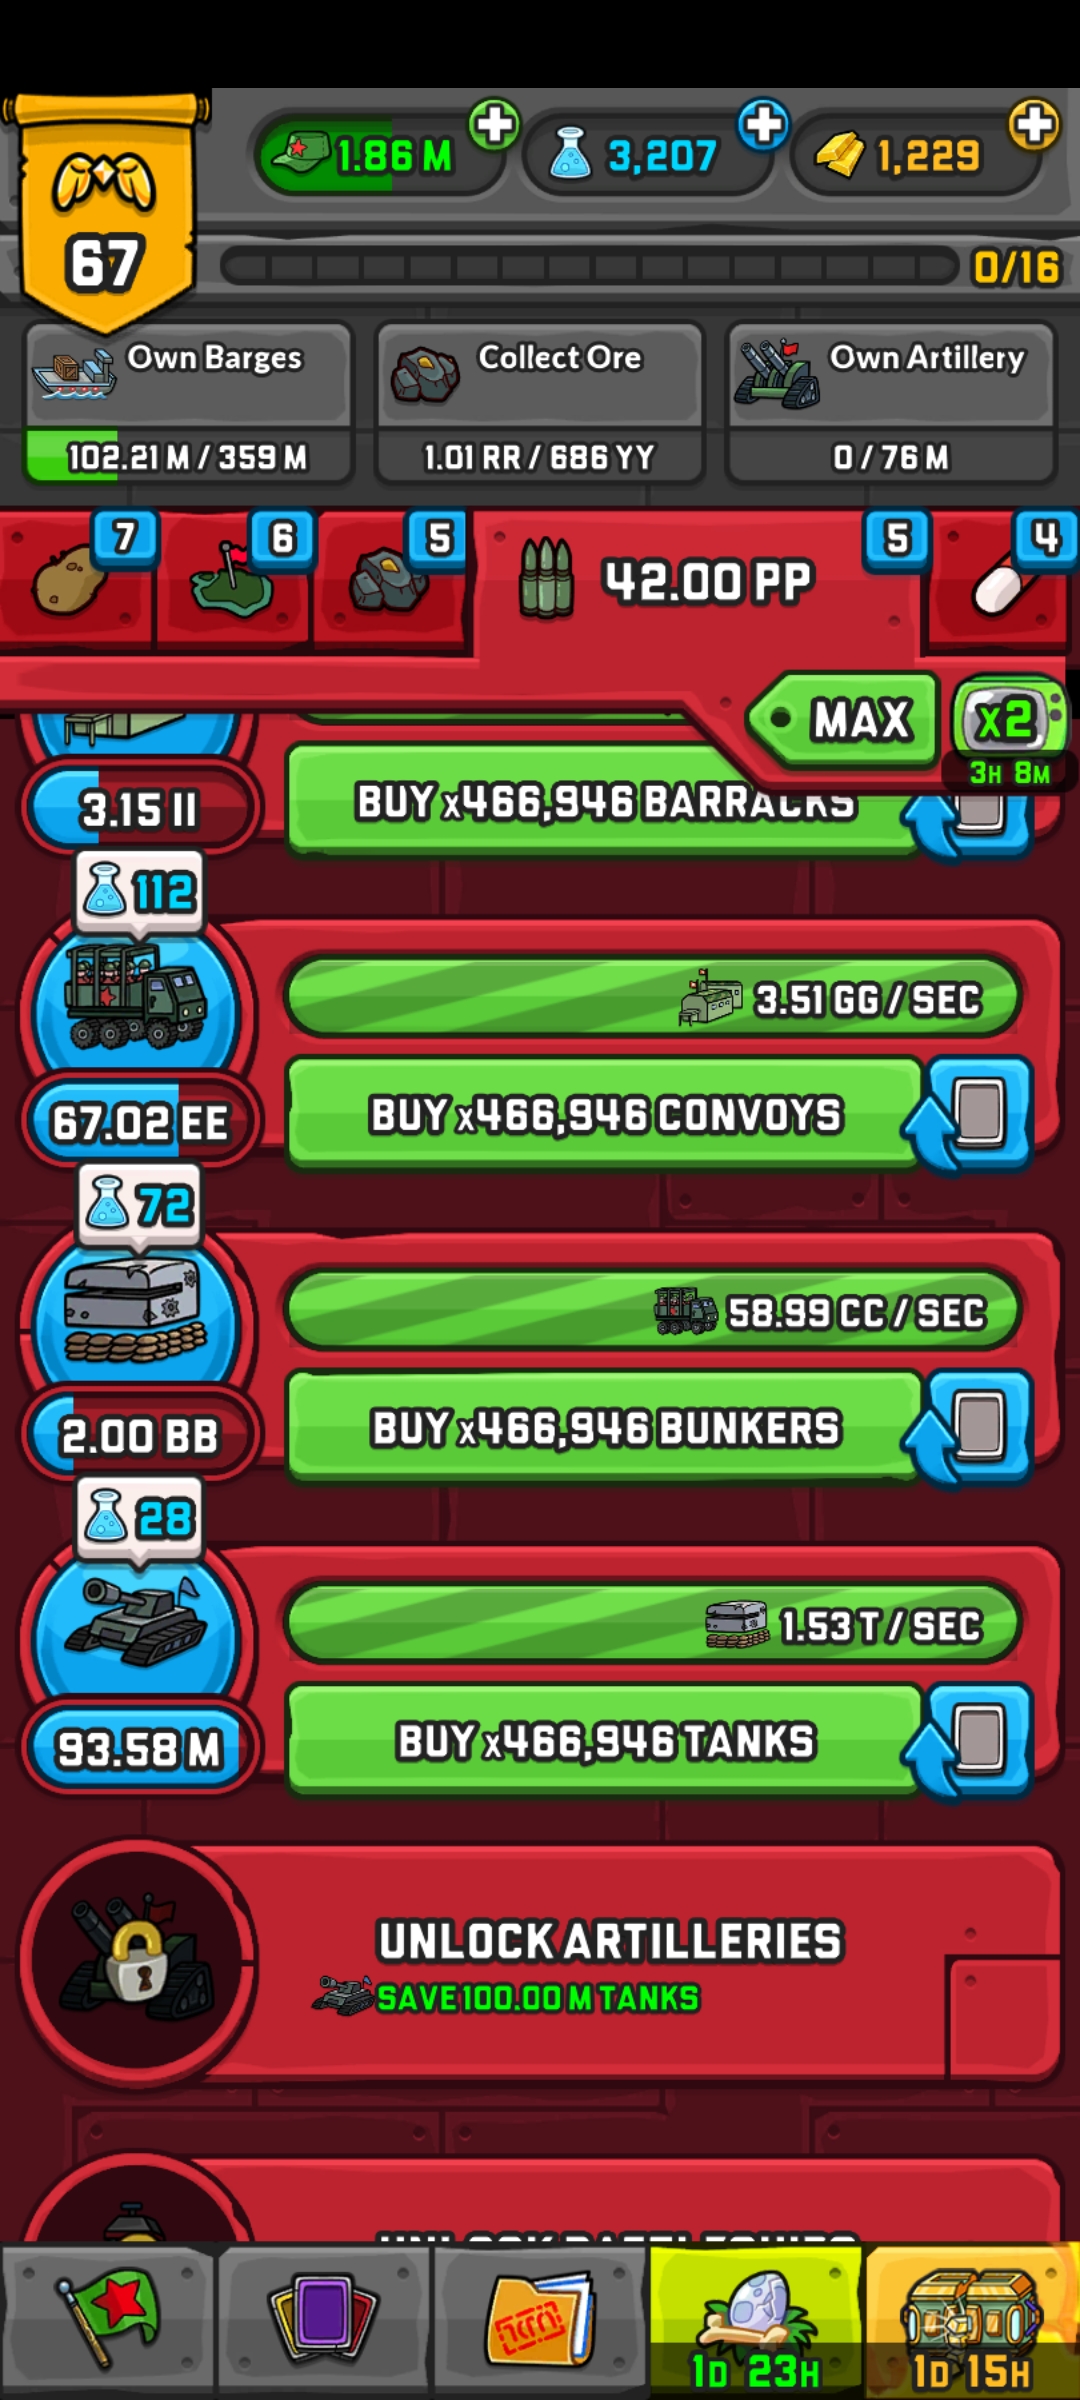 1.86 M
3,207
1,229
67
0/16
Own Barges
Collect Ore
Own Artillery
102.21 M / 359 M
1.01 RR / 686 YY
0 / 76 M
7
6
5
42.00 PP
5
4
MAX
x2
3H 8M
3.15 II
BUY x466,946 BARRACKS
112
3.51 GG / SEC
67.02 EE
BUY x466,946 CONVOYS
72
58.99 CC / SEC
2.00 BB
BUY x466,946 BUNKERS
28
1.53 T / SEC
93.58 M
BUY x466,946 TANKS
UNLOCK ARTILLERIES
SAVE 100.00 M TANKS
1D 23H
1D 15H